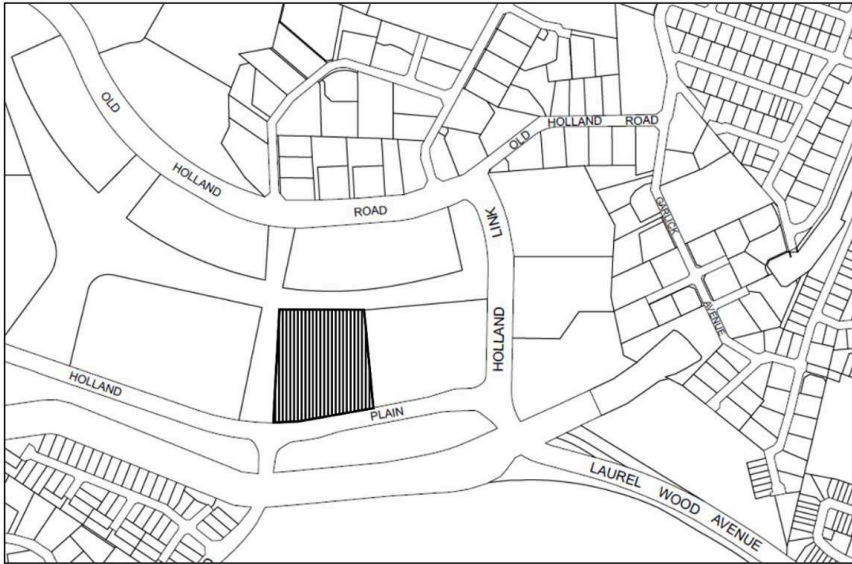 OLD
HOLLAND
ROAD
OLD
HOLLAND ROAD
LINK
HOLLAND
GARLICK
AVENUE
HOLLAND
PLAIN
LAUREL WOOD AVENUE